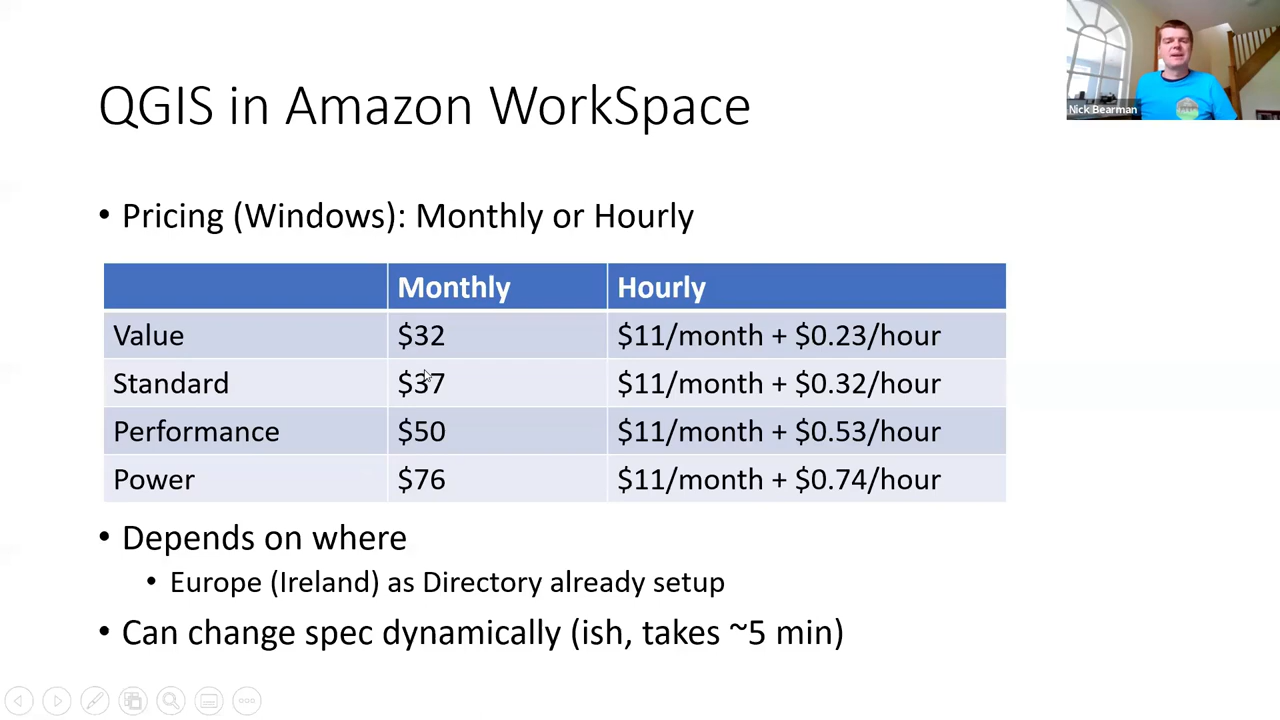 QGIS in Amazon WorkSpace
Nick Bearman
• Pricing (Windows): Monthly or Hourly
Monthly Hourly
Value $32 $11/month + $0.23/hour
Standard $37 $11/month + $0.32/hour
Performance $50 $11/month + $0.53/hour
Power $76 $11/month + $0.74/hour
• Depends on where
• Europe (Ireland) as Directory already setup
• Can change spec dynamically (ish, takes ~5 min)